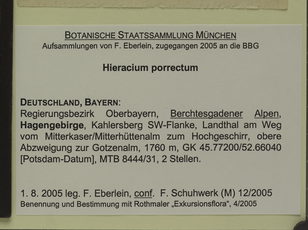 BOTANISCHE STAATSSAMMLUNG MÜNCHEN
Aufsammlungen von F. Eberlein, zugegangen 2005 an die BBG
Hieracium porrectum
DEUTSCHLAND, BAYERN:
Regierungsbezirk Oberbayern, Berchtesgadener Alpen,
Hagengebirge, Kahlersberg SW-Flanke, Landthal am Weg
vom Mitterkaser/Mitterhüttenalm zum Hochgeschirr, obere
Abzweigung zur Gotzenalm, 1760 m, GK 45.77200/52.66040
[Potsdam-Datum], MTB 8444/31, 2 Stellen.
1. 8. 2005 leg. F. Eberlein, conf. F. Schuhwerk (M) 12/2005
Benennung und Bestimmung mit Rothmaler „Exkursionsflora", 4/2005